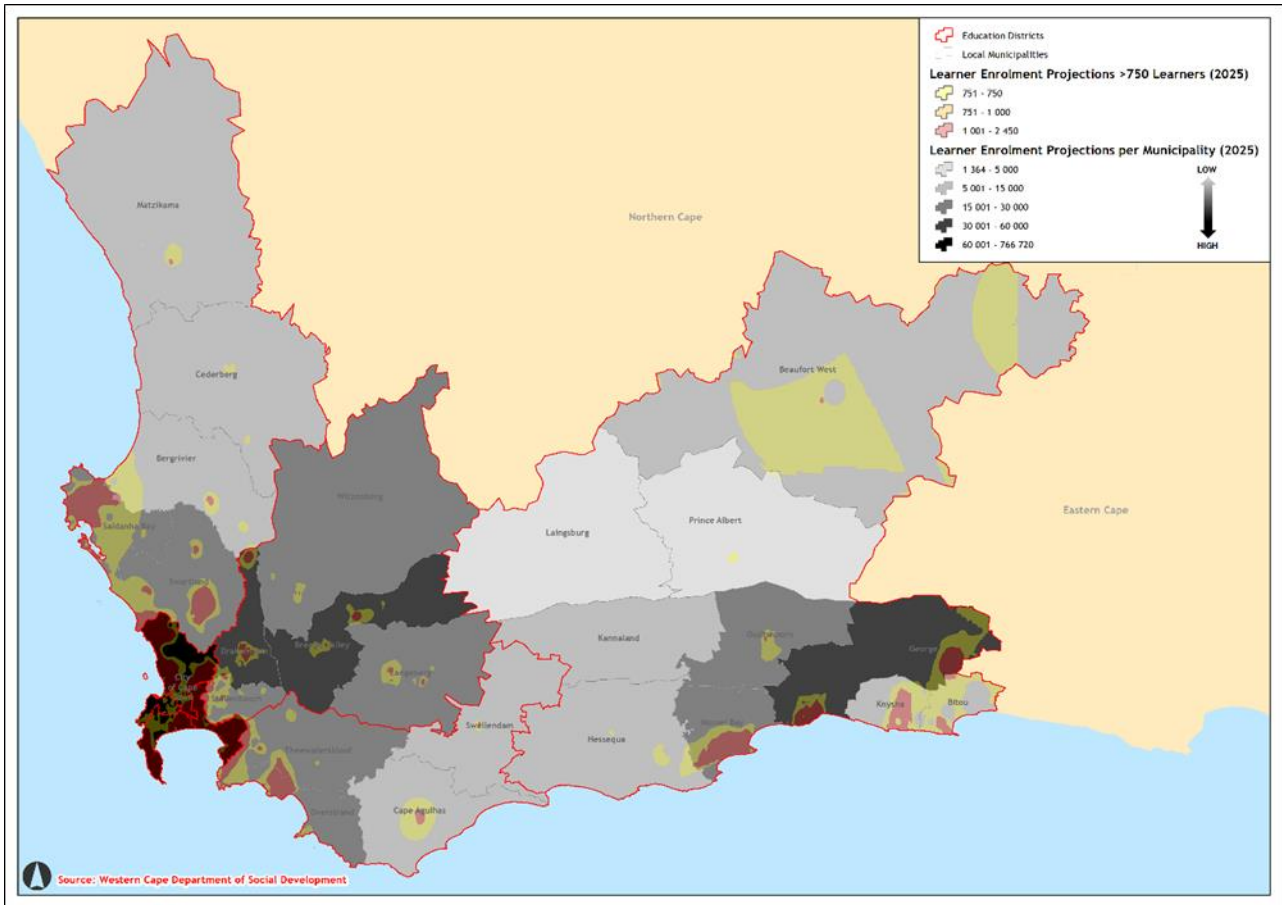 Education Districts
Local Municipalities
Learner Enrolment Projections >750 Learners (2025)
751 - 750
751 - 1 000
1 001 - 2 450
Learner Enrolment Projections per Municipality (2025)
1 364 - 5 000
LOW
5 001 - 15 000
15 001 - 30 000
30 001 - 60 000
60 001 - 766 720
HIGH
Matzikama
Northern Cape
Cederberg
Beaufort West
Bergrivier
Witzenberg
Saldanha Bay
Prince Albert
Eastern Cape
Laingsburg
Swartland
Kannaland
Oudtshoorn
Breede Valley
Drakenstein
George
Langeberg
City
of Cape
Stellenbosch
Knysna
Bitou
Swellendam
Mossel Bay
Hessequa
Theewaterskloof
Overstrand
Cape Agulhas
Source: Western Cape Department of Social Development